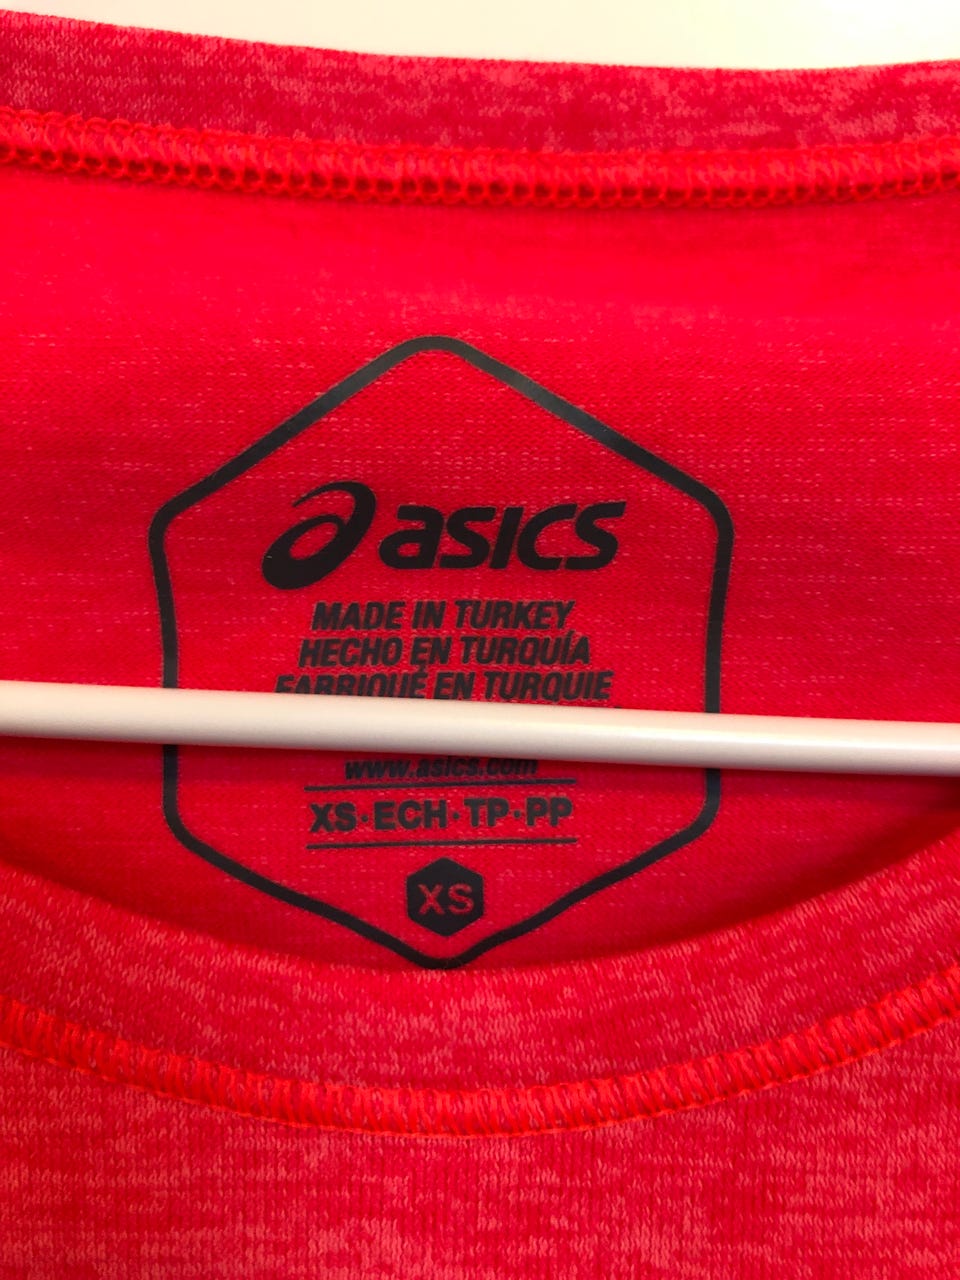 asics
MADE IN TURKEY
HECHO EN TURQUÍA
FABRIQUÉ EN TURQUIE
www.asics.com
XS·ECH·TP·PP
XS